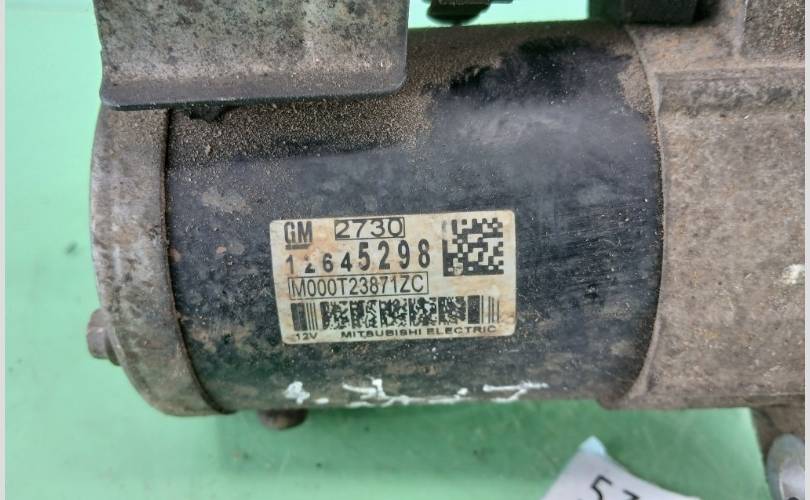 GM 2730
12645298
M000T23871ZC
12V MITSUBISHI ELECTRIC